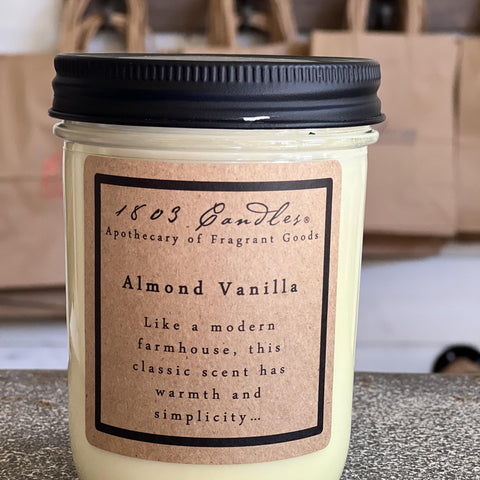 1803 Candles®
Apothecary of Fragrant Goods
Almond Vanilla
Like a modern
farmhouse, this
classic scent has
warmth and
simplicity...